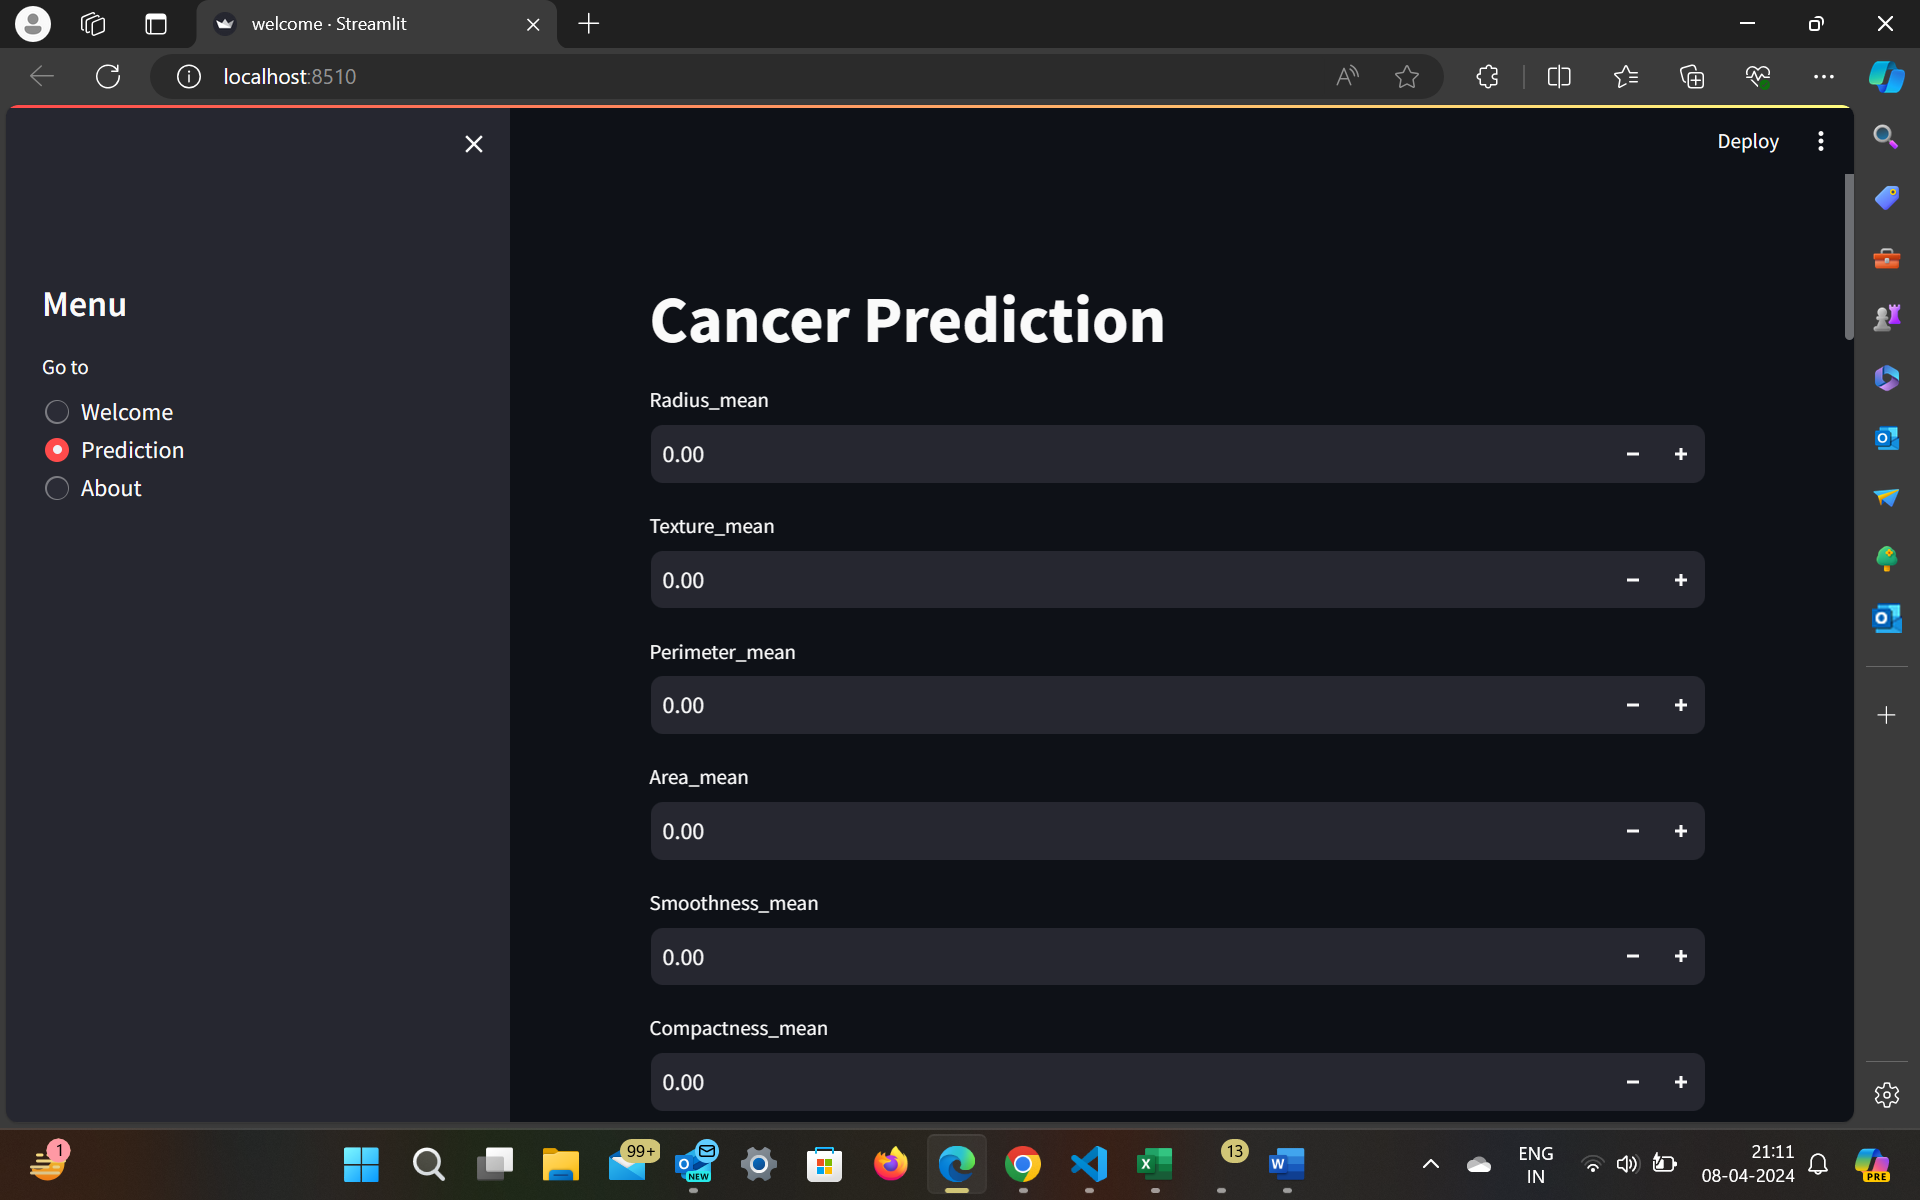 welcome · Streamlit
localhost:8510
Deploy
Menu
Go to
Welcome
Prediction
About
Cancer Prediction
Radius_mean
0.00
Texture_mean
0.00
Perimeter_mean
0.00
Area_mean
0.00
Smoothness_mean
0.00
Compactness_mean
0.00
1
99+
NEW
13
ENG
IN
21:11
08-04-2024
PRE